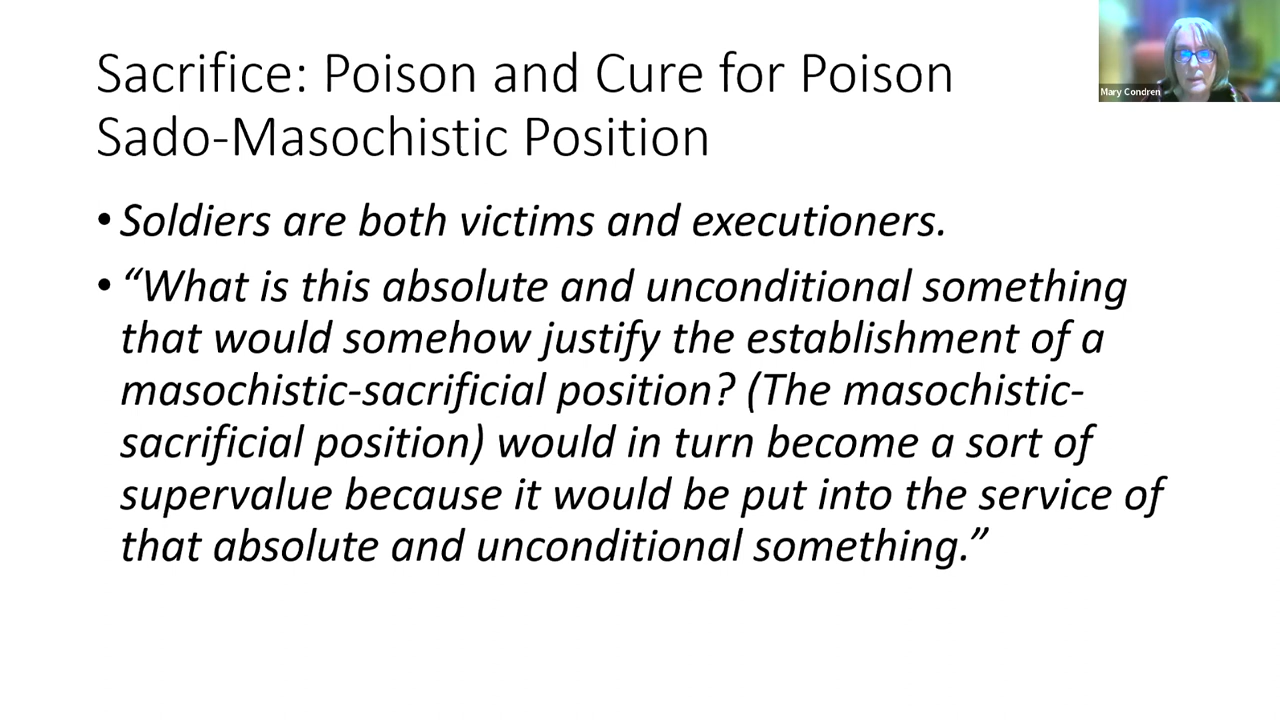 Sacrifice: Poison and Cure for Poison
Sado-Masochistic Position
Mary Condren
• Soldiers are both victims and executioners.
• “What is this absolute and unconditional something
that would somehow justify the establishment of a
masochistic-sacrificial position? (The masochistic-
sacrificial position) would in turn become a sort of
supervalue because it would be put into the service of
that absolute and unconditional something.”